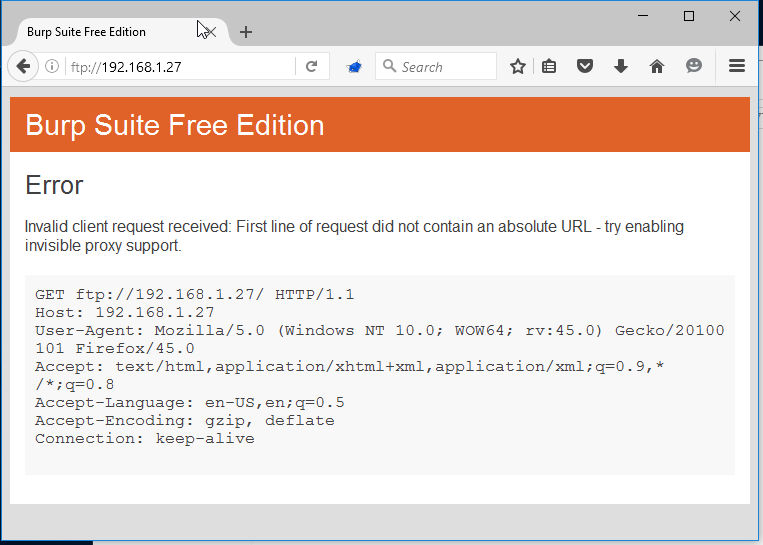 Burp Suite Free Edition
ftp://192.168.1.27
Search
Burp Suite Free Edition
Error
Invalid client request received: First line of request did not contain an absolute URL - try enabling
invisible proxy support.
GET ftp://192.168.1.27/ HTTP/1.1
Host: 192.168.1.27
User-Agent: Mozilla/5.0 (Windows NT 10.0; WOW64; rv:45.0) Gecko/20100
101 Firefox/45.0
Accept: text/html,application/xhtml+xml,application/xml;q=0.9,*
/*;q=0.8
Accept-Language: en-US,en;q=0.5
Accept-Encoding: gzip, deflate
Connection: keep-alive